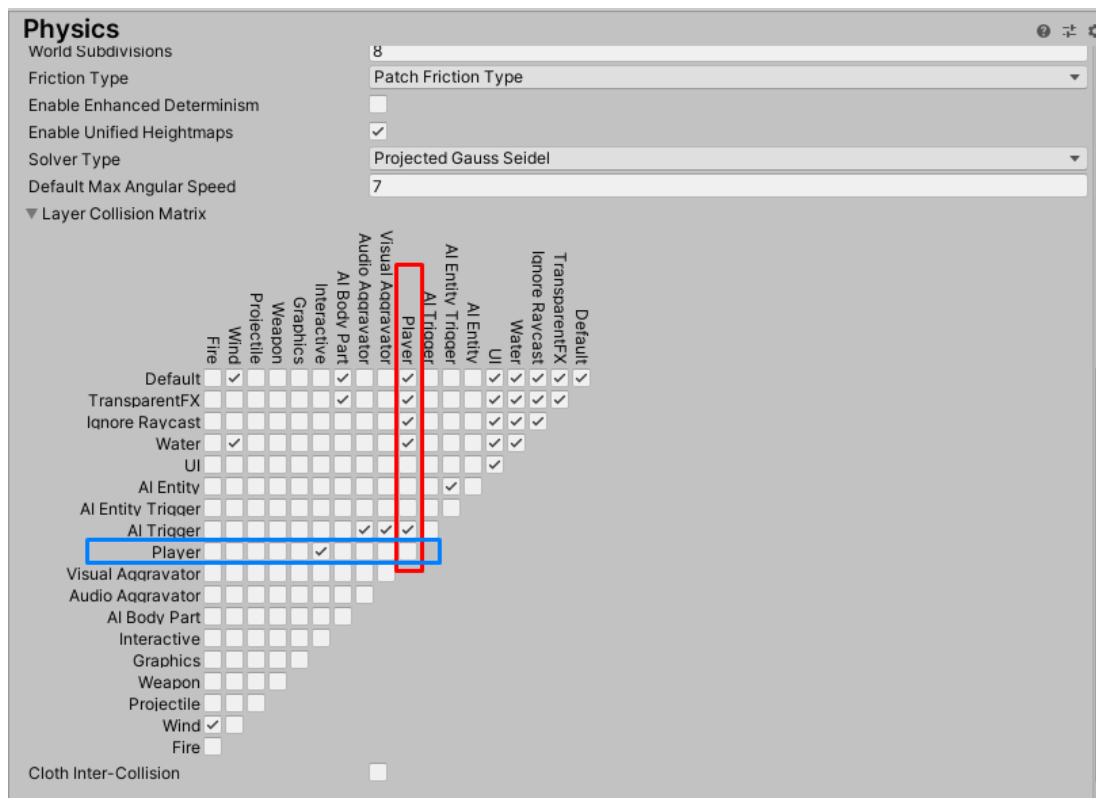 Physics
World Subdivisions 8
Friction Type Patch Friction Type
Enable Enhanced Determinism
Enable Unified Heightmaps
Solver Type Projected Gauss Seidel
Default Max Angular Speed 7
Layer Collision Matrix
Fire
Wind
Projectile
Weapon
Graphics
Interactive
AI Body Part
Audio Aggravator
Visual Aggravator
Player
AI Trigger
AI Entity Trigger
AI Entity
UI
Water
Ignore Raycast
TransparentFX
Default
Default
TransparentFX
Ignore Raycast
Water
UI
AI Entity
AI Entity Trigger
AI Trigger
Player
Visual Aggravator
Audio Aggravator
AI Body Part
Interactive
Graphics
Weapon
Projectile
Wind
Fire
Cloth Inter-Collision